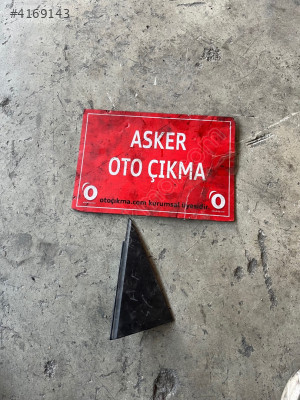 #4169143
ASKER
OTO ÇIKMA
otoçıkma.com kurumsal üyesidir